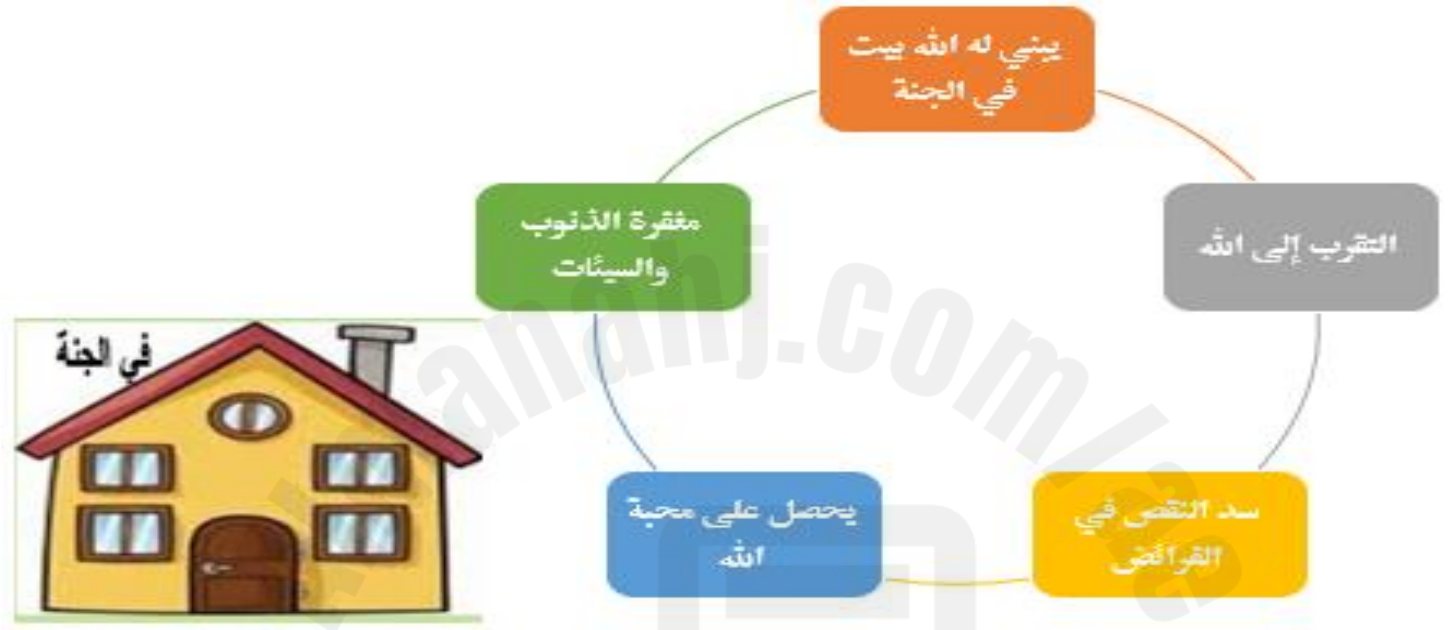 يبني له الله بيت
في الجنة
التقرب إلى الله
سد النقص في
الفرائض
يحصل على محبة
الله
مغفرة الذنوب
والسيئات
في الجنة